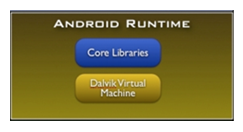 ANDROID RUNTIME
Core Libraries
Dalvik Virtual
Machine